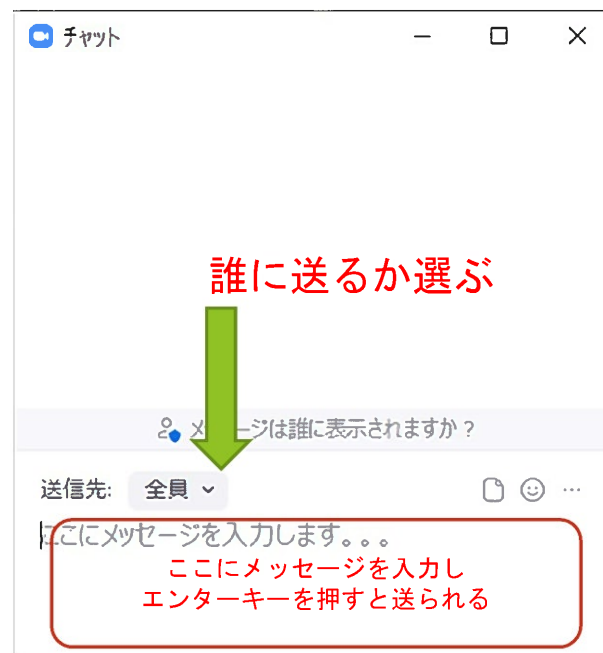 チャット
誰に送るか選ぶ
メッセージは誰に表示されますか？
送信先: 全員
ここにメッセージを入力します。。。
ここにメッセージを入力し
エンターキーを押すと送られる